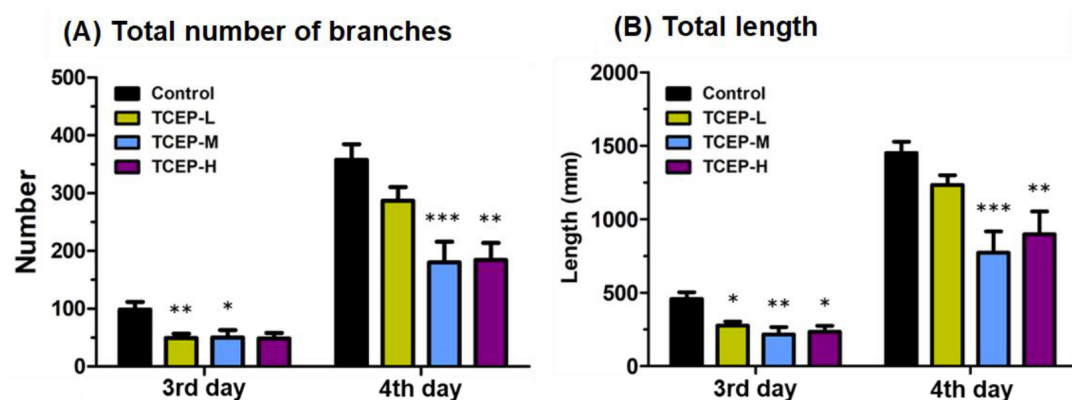 (A) Total number of branches
500
400
300
200
100
0
Number
Control
TCEP-L
TCEP-M
TCEP-H
** *
*** **
3rd day 4th day
(B) Total length
2000
1500
1000
500
0
Length (mm)
Control
TCEP-L
TCEP-M
TCEP-H
* ** *
*** **
3rd day 4th day